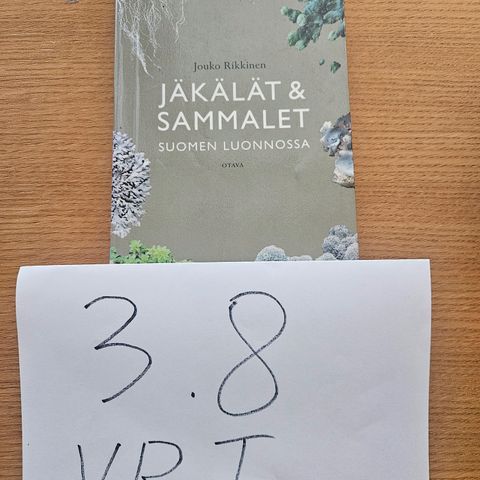 Jouko Rikkinen
JÄKÄLÄT &
SAMMALET
SUOMEN LUONNOSSA
OTAVA
3.8